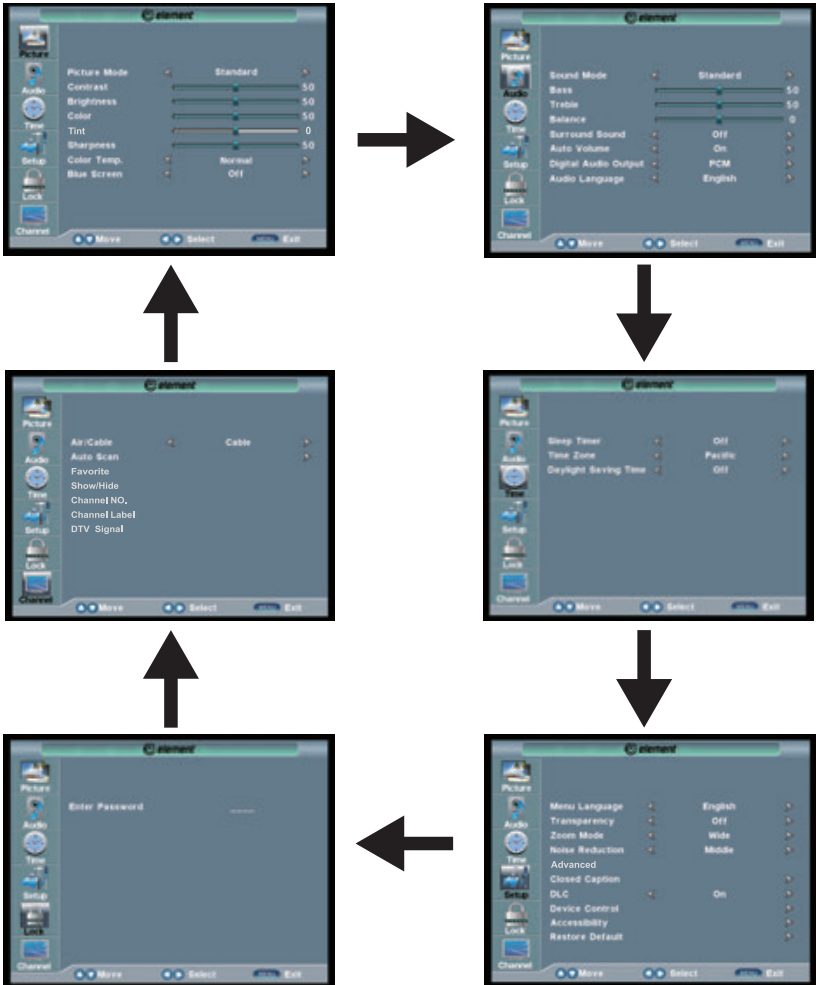 element
Picture
Audio
Time
Setup
Lock
Channel
Picture Mode Standard
Contrast 50
Brightness 50
Color 50
Tint 0
Sharpness 50
Color Temp. Normal
Blue Screen Off
Move Select MENU Exit
element
Picture
Audio
Time
Setup
Lock
Channel
Sound Mode Standard
Bass 50
Treble 50
Balance 0
Surround Sound Off
Auto Volume On
Digital Audio Output PCM
Audio Language English
Move Select MENU Exit
element
Picture
Audio
Time
Setup
Lock
Channel
Air/Cable Cable
Auto Scan
Favorite
Show/Hide
Channel NO.
Channel Label
DTV Signal
Move Select MENU Exit
element
Picture
Audio
Time
Setup
Lock
Channel
Sleep Timer Off
Time Zone Pacific
Daylight Saving Time Off
Move Select MENU Exit
element
Picture
Audio
Time
Setup
Lock
Channel
Enter Password ____
Move Select MENU Exit
element
Picture
Audio
Time
Setup
Lock
Channel
Menu Language English
Transparency Off
Zoom Mode Wide
Noise Reduction Middle
Advanced
Closed Caption
DLC On
Device Control
Accessibility
Restore Default
Move Select MENU Exit